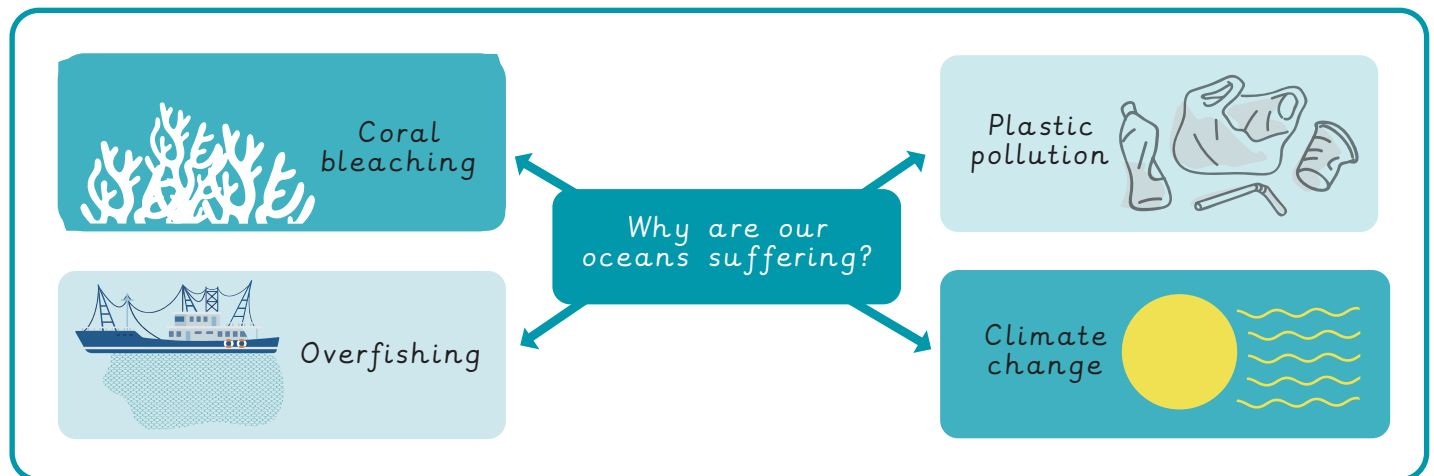 Coral
bleaching
Plastic
pollution
Why are our
oceans suffering?
Overfishing
Climate
change